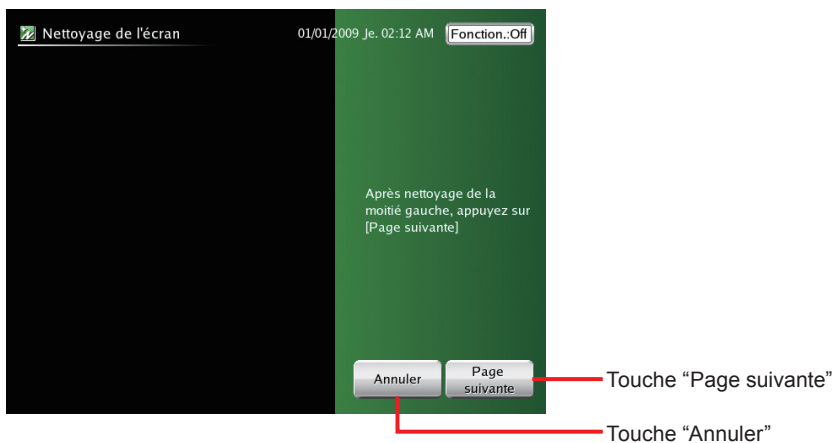 Nettoyage de l'écran
01/01/2009 Je. 02:12 AM
Fonction.:Off
Après nettoyage de la
moitié gauche, appuyez sur
[Page suivante]
Annuler
Page
suivante
Touche “Page suivante”
Touche “Annuler”